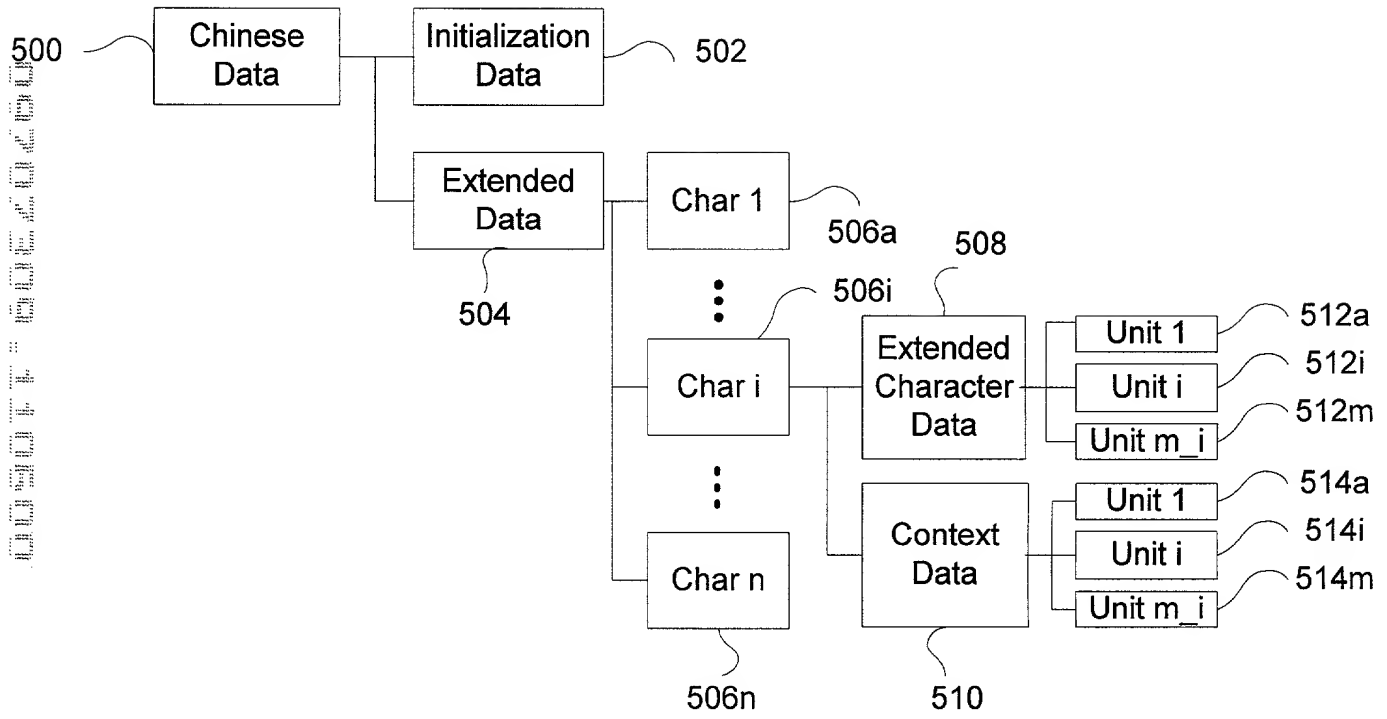 500
Chinese
Data
Initialization
Data
502
Extended
Data
504
Char 1
506a
506i
Char i
Char n
506n
508
Extended
Character
Data
Context
Data
510
Unit 1
512a
Unit i
512i
Unit m_i
512m
Unit 1
514a
Unit i
514i
Unit m_i
514m